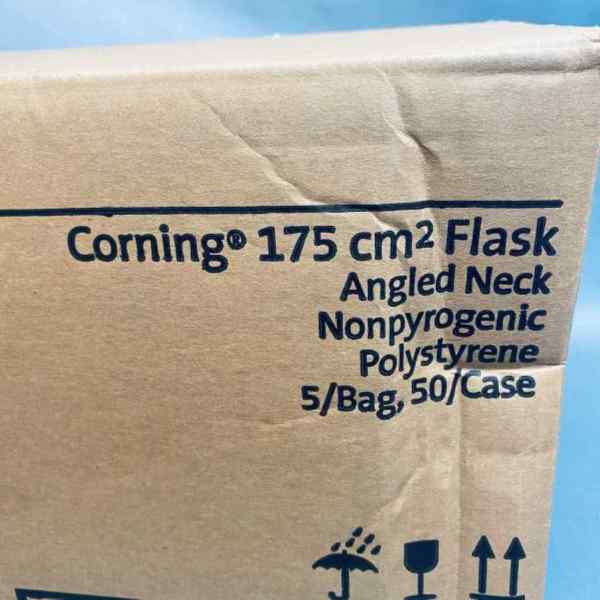 Corning® 175 cm² Flask
Angled Neck
Nonpyrogenic
Polystyrene
5/Bag, 50/Case